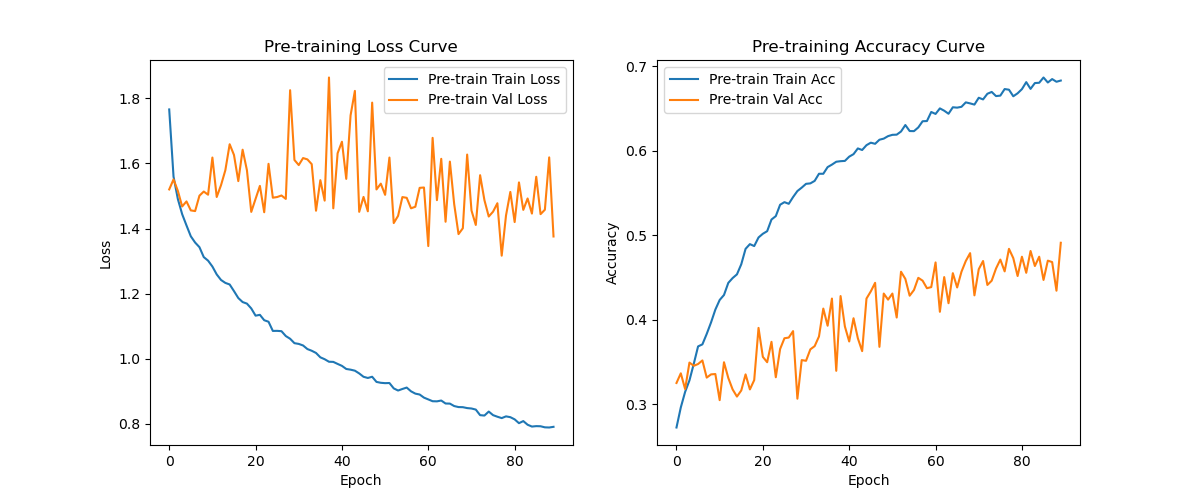 Pre-training Loss Curve
Pre-train Train Loss
Pre-train Val Loss
1.8
1.6
1.4
1.2
1.0
0.8
Loss
0
20
40
60
80
Epoch
Pre-training Accuracy Curve
Pre-train Train Acc
Pre-train Val Acc
0.7
0.6
0.5
0.4
0.3
Accuracy
0
20
40
60
80
Epoch